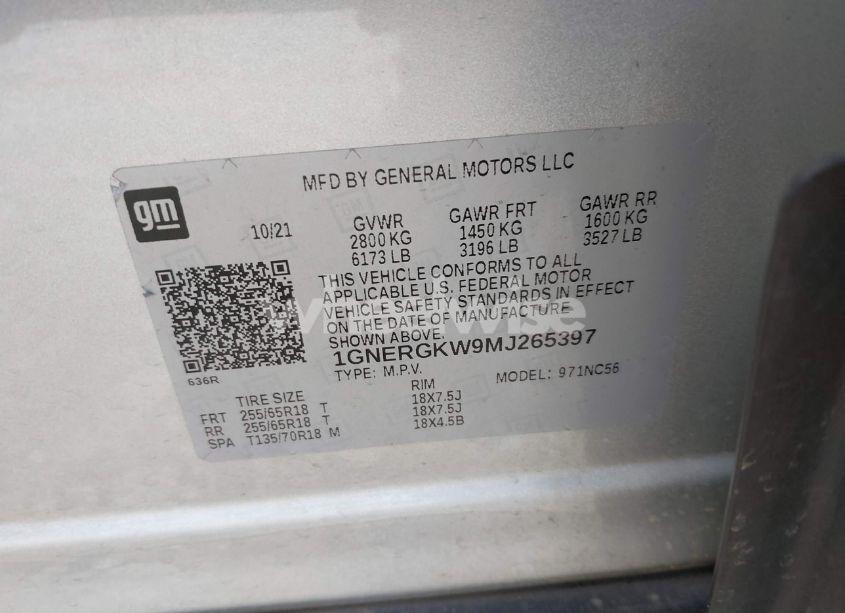 MFD BY GENERAL MOTORS LLC
gm
10/21 GVWR GAWR FRT GAWR RR
2800 KG 1450 KG 1600 KG
6173 LB 3196 LB 3527 LB
THIS VEHICLE CONFORMS TO ALL
APPLICABLE U.S. FEDERAL MOTOR
VEHICLE SAFETY STANDARDS IN EFFECT
ON THE DATE OF MANUFACTURE
SHOWN ABOVE.
1GNERGKW9MJ265397
636R
TYPE: M.P.V. MODEL: 971NC56
TIRE SIZE RIM
FRT 255/65R18 T 18X7.5J
RR 255/65R18 T 18X7.5J
SPA T135/70R18 M 18X4.5B